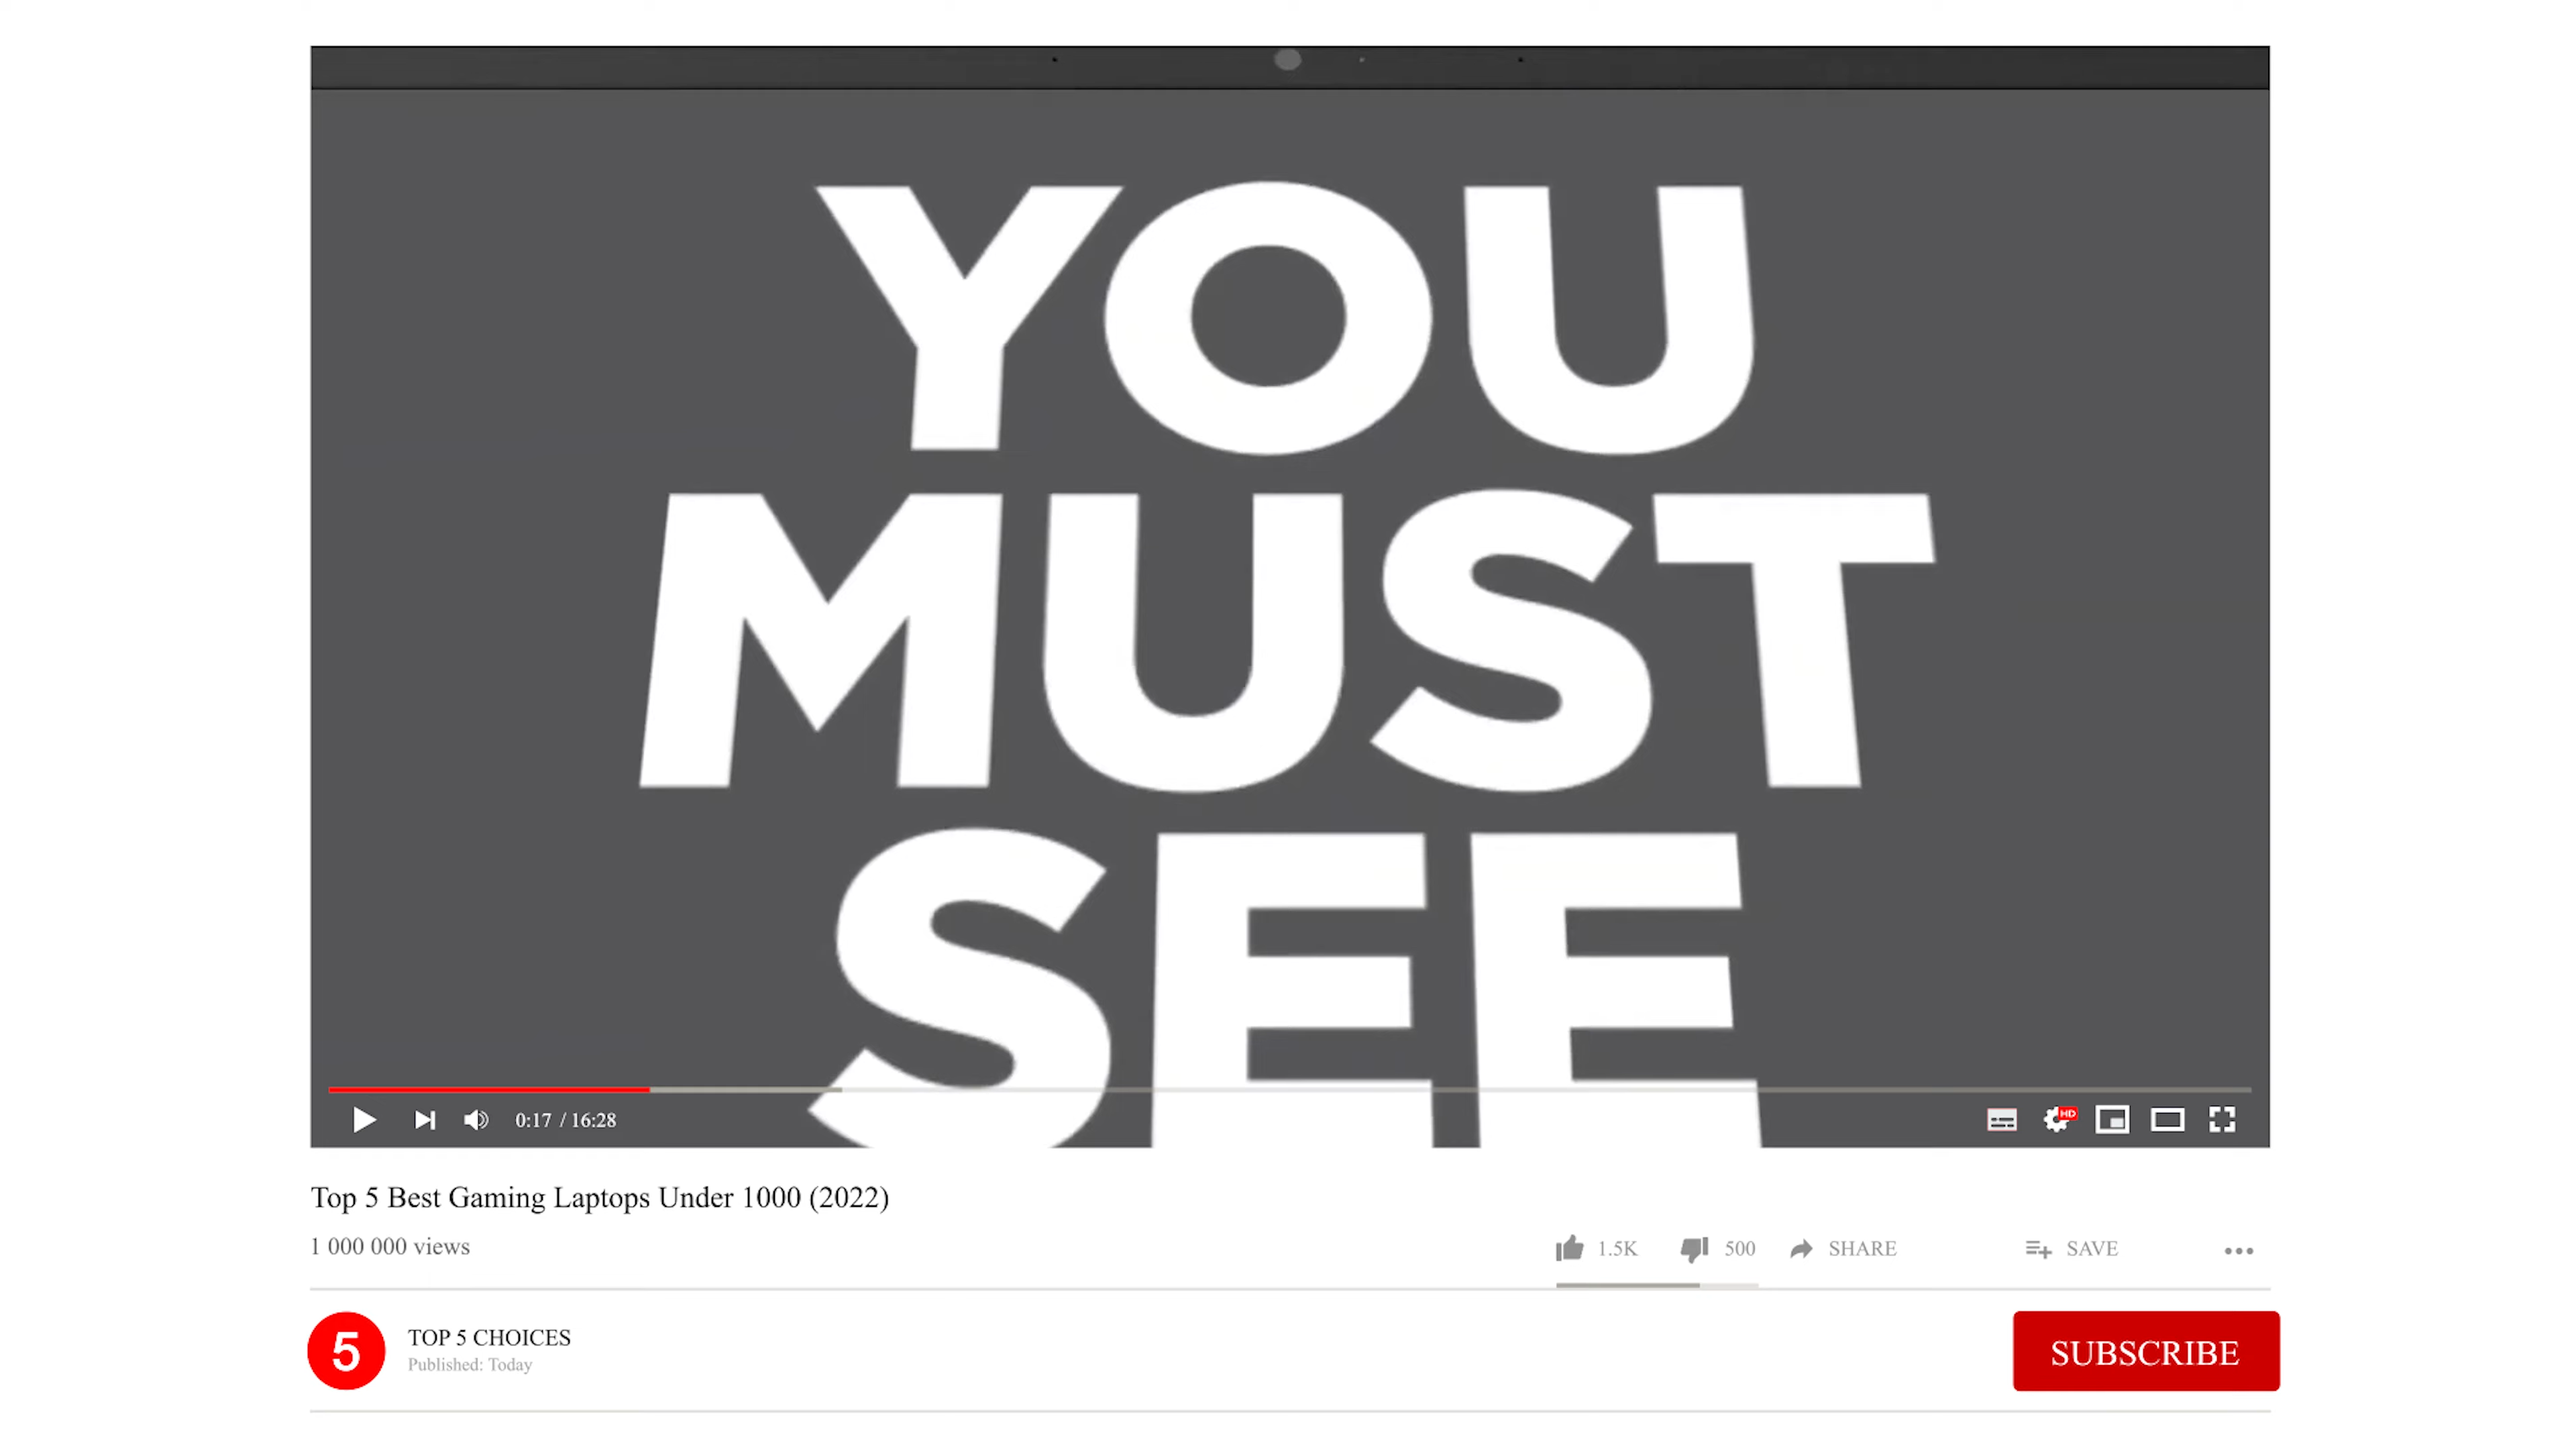 YOU
MUST
SEE
0:17 / 16:28
HD
Top 5 Best Gaming Laptops Under 1000 (2022)
1 000 000 views
1.5K 500 SHARE SAVE
5
TOP 5 CHOICES
Published: Today
SUBSCRIBE